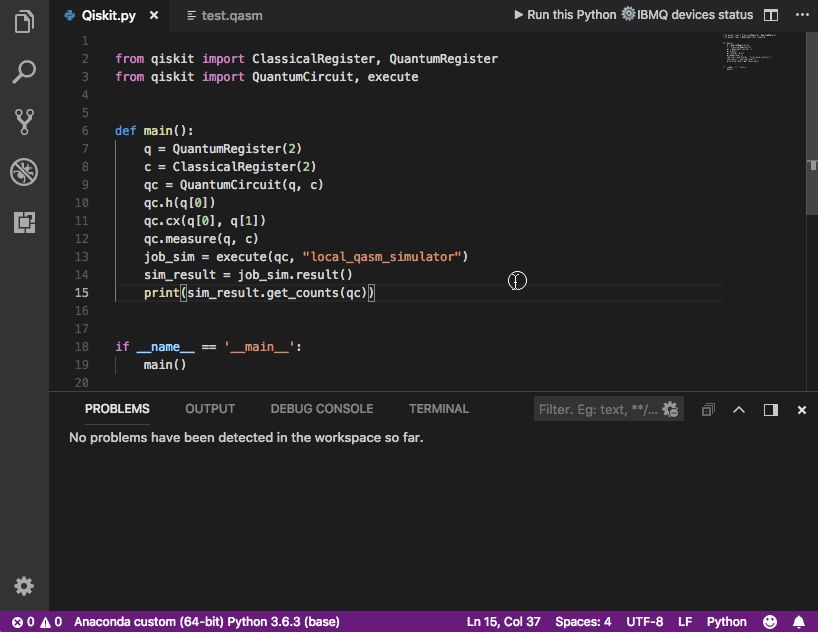 Qiskit.py
test.qasm
Run this Python
IBMQ devices status
1
2 from qiskit import ClassicalRegister, QuantumRegister
3 from qiskit import QuantumCircuit, execute
4
5
6 def main():
7 q = QuantumRegister(2)
8 c = ClassicalRegister(2)
9 qc = QuantumCircuit(q, c)
10 qc.h(q[0])
11 qc.cx(q[0], q[1])
12 qc.measure(q, c)
13 job_sim = execute(qc, "local_qasm_simulator")
14 sim_result = job_sim.result()
15 print(sim_result.get_counts(qc))
16
17
18 if __name__ == '__main__':
19 main()
20
PROBLEMS OUTPUT DEBUG CONSOLE TERMINAL Filter. Eg: text, **/...
No problems have been detected in the workspace so far.
0 0 Anaconda custom (64-bit) Python 3.6.3 (base) Ln 15, Col 37 Spaces: 4 UTF-8 LF Python